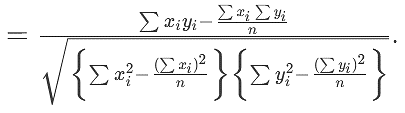 $= \frac{\sum x_i y_i - \frac{\sum x_i \sum y_i}{n}}{\sqrt{\left\{\sum x_i^2 - \frac{(\sum x_i)^2}{n}\right\}\left\{\sum y_i^2 - \frac{(\sum y_i)^2}{n}\right\}}}.$